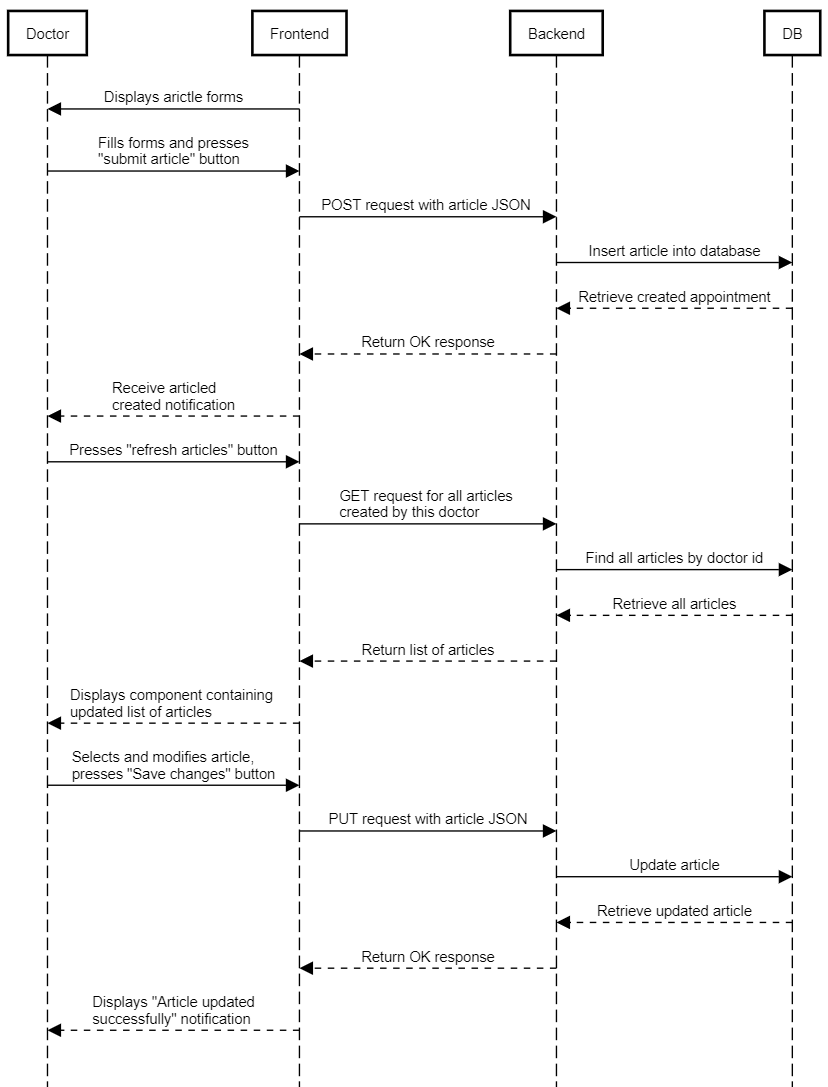 Doctor
Frontend
Backend
DB
Displays arictle forms
Fills forms and presses
"submit article" button
POST request with article JSON
Insert article into database
Retrieve created appointment
Return OK response
Receive articled
created notification
Presses "refresh articles" button
GET request for all articles
created by this doctor
Find all articles by doctor id
Retrieve all articles
Return list of articles
Displays component containing
updated list of articles
Selects and modifies article,
presses "Save changes" button
PUT request with article JSON
Update article
Retrieve updated article
Return OK response
Displays "Article updated
successfully" notification